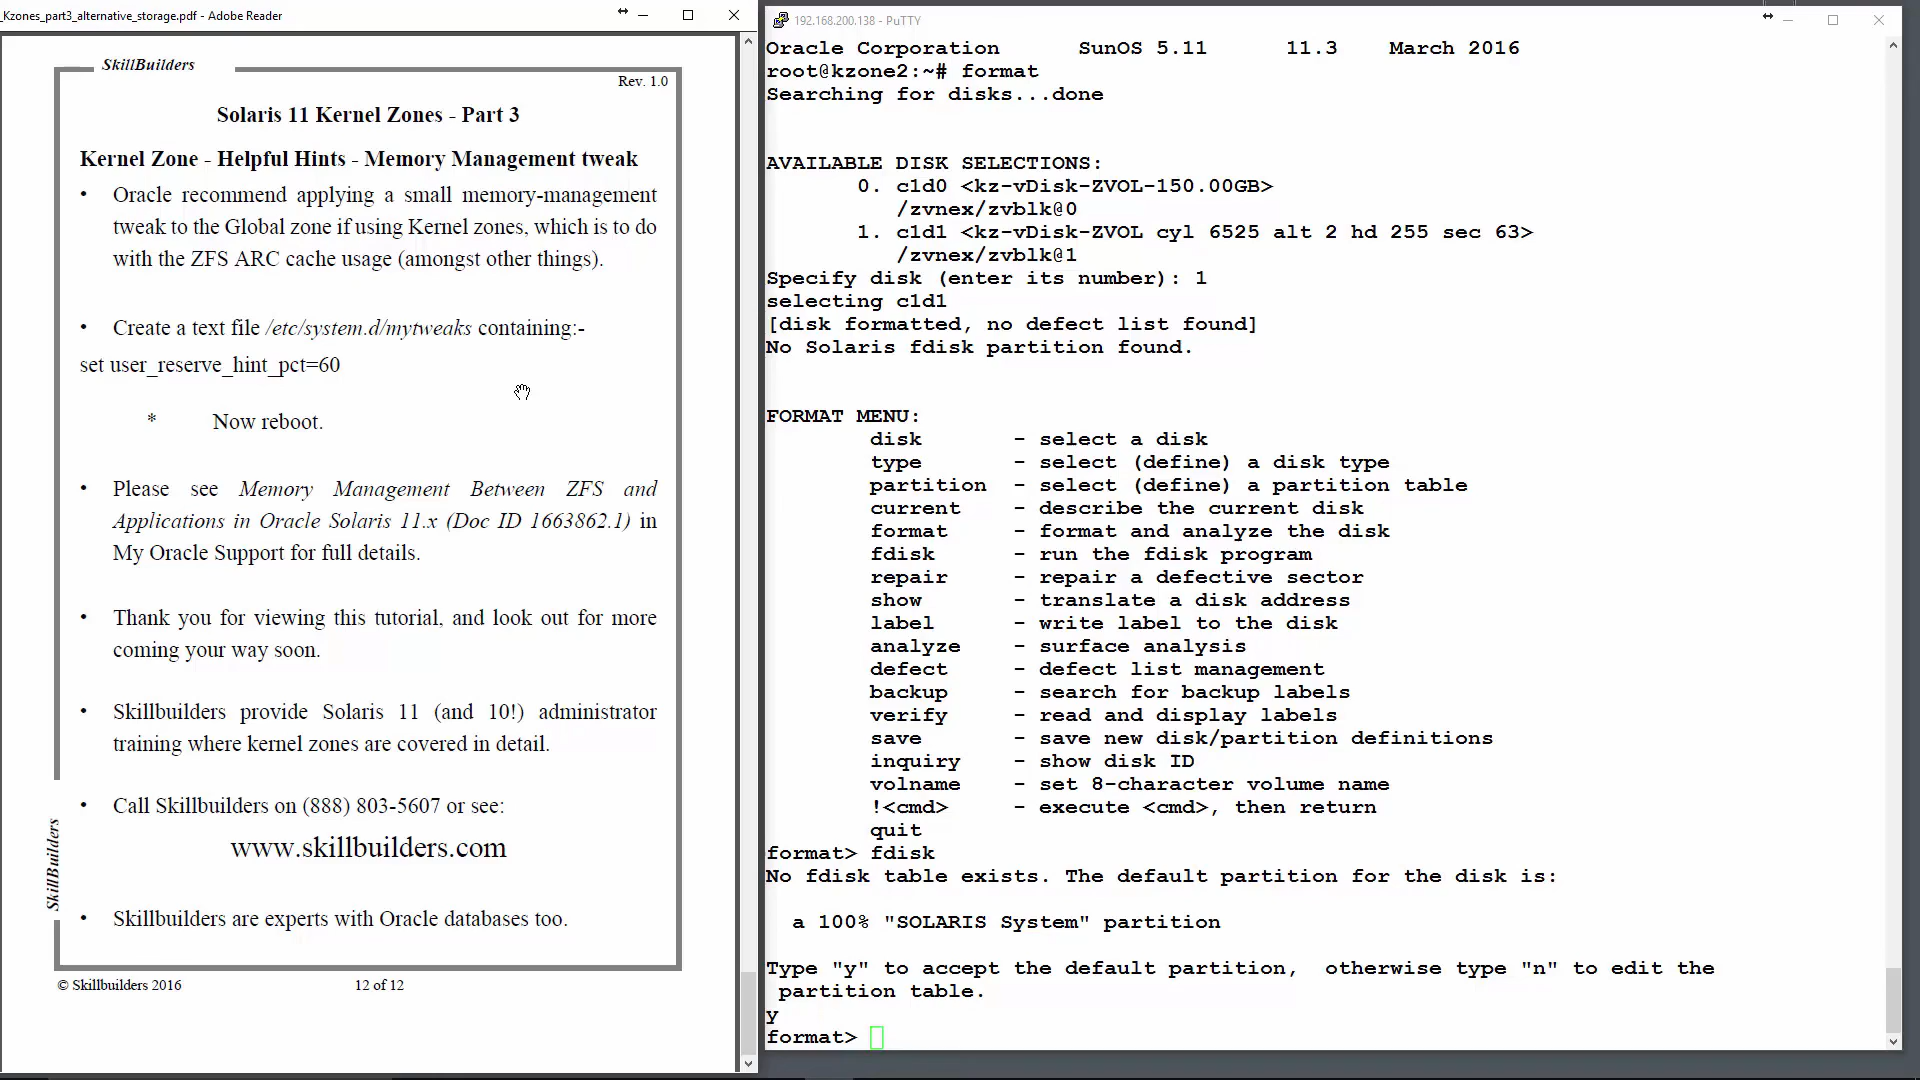 _Kzones_part3_alternative_storage.pdf - Adobe Reader
SkillBuilders
Rev. 1.0
Solaris 11 Kernel Zones - Part 3
Kernel Zone - Helpful Hints - Memory Management tweak
• Oracle recommend applying a small memory-management
tweak to the Global zone if using Kernel zones, which is to do
with the ZFS ARC cache usage (amongst other things).
• Create a text file /etc/system.d/mytweaks containing:-
set user_reserve_hint_pct=60
* Now reboot.
• Please see Memory Management Between ZFS and
Applications in Oracle Solaris 11.x (Doc ID 1663862.1) in
My Oracle Support for full details.
• Thank you for viewing this tutorial, and look out for more
coming your way soon.
• Skillbuilders provide Solaris 11 (and 10!) administrator
training where kernel zones are covered in detail.
• Call Skillbuilders on (888) 803-5607 or see:
www.skillbuilders.com
• Skillbuilders are experts with Oracle databases too.
SkillBuilders
© Skillbuilders 2016 12 of 12
192.168.200.138 - PuTTY
Oracle Corporation SunOS 5.11 11.3 March 2016
root@kzone2:~# format
Searching for disks...done
AVAILABLE DISK SELECTIONS:
0. c1d0 <kz-vDisk-ZVOL-150.00GB>
/zvnex/zvblk@0
1. c1d1 <kz-vDisk-ZVOL cyl 6525 alt 2 hd 255 sec 63>
/zvnex/zvblk@1
Specify disk (enter its number): 1
selecting c1d1
[disk formatted, no defect list found]
No Solaris fdisk partition found.
FORMAT MENU:
disk - select a disk
type - select (define) a disk type
partition - select (define) a partition table
current - describe the current disk
format - format and analyze the disk
fdisk - run the fdisk program
repair - repair a defective sector
show - translate a disk address
label - write label to the disk
analyze - surface analysis
defect - defect list management
backup - search for backup labels
verify - read and display labels
save - save new disk/partition definitions
inquiry - show disk ID
volname - set 8-character volume name
!<cmd> - execute <cmd>, then return
quit
format> fdisk
No fdisk table exists. The default partition for the disk is:
a 100% "SOLARIS System" partition
Type "y" to accept the default partition, otherwise type "n" to edit the
partition table.
y
format>